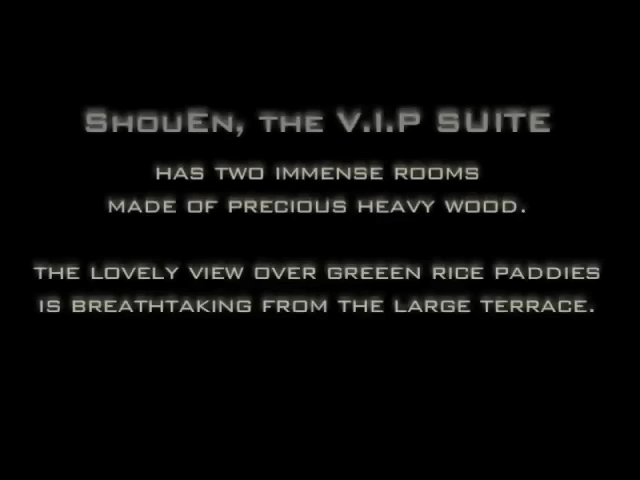 ShouEn, the V.I.P SUITE
HAS TWO IMMENSE ROOMS
MADE OF PRECIOUS HEAVY WOOD.
THE LOVELY VIEW OVER GREEEN RICE PADDIES
IS BREATHTAKING FROM THE LARGE TERRACE.